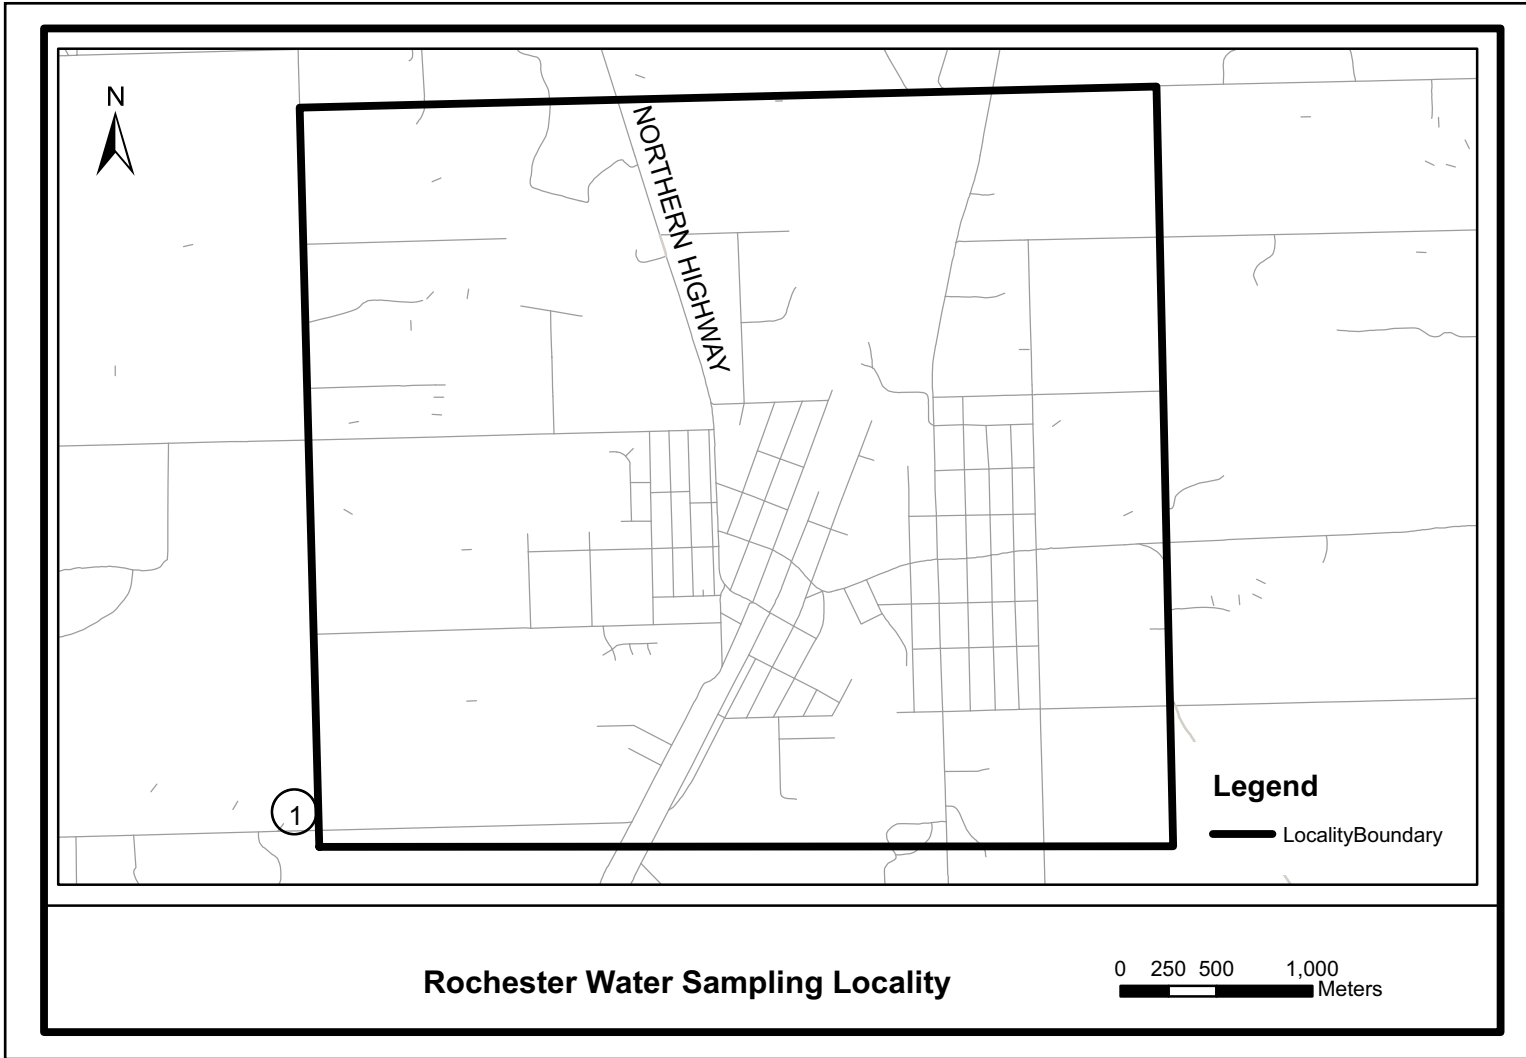 N
NORTHERN HIGHWAY
1
Legend
LocalityBoundary
Rochester Water Sampling Locality
0 250 500 1,000
Meters